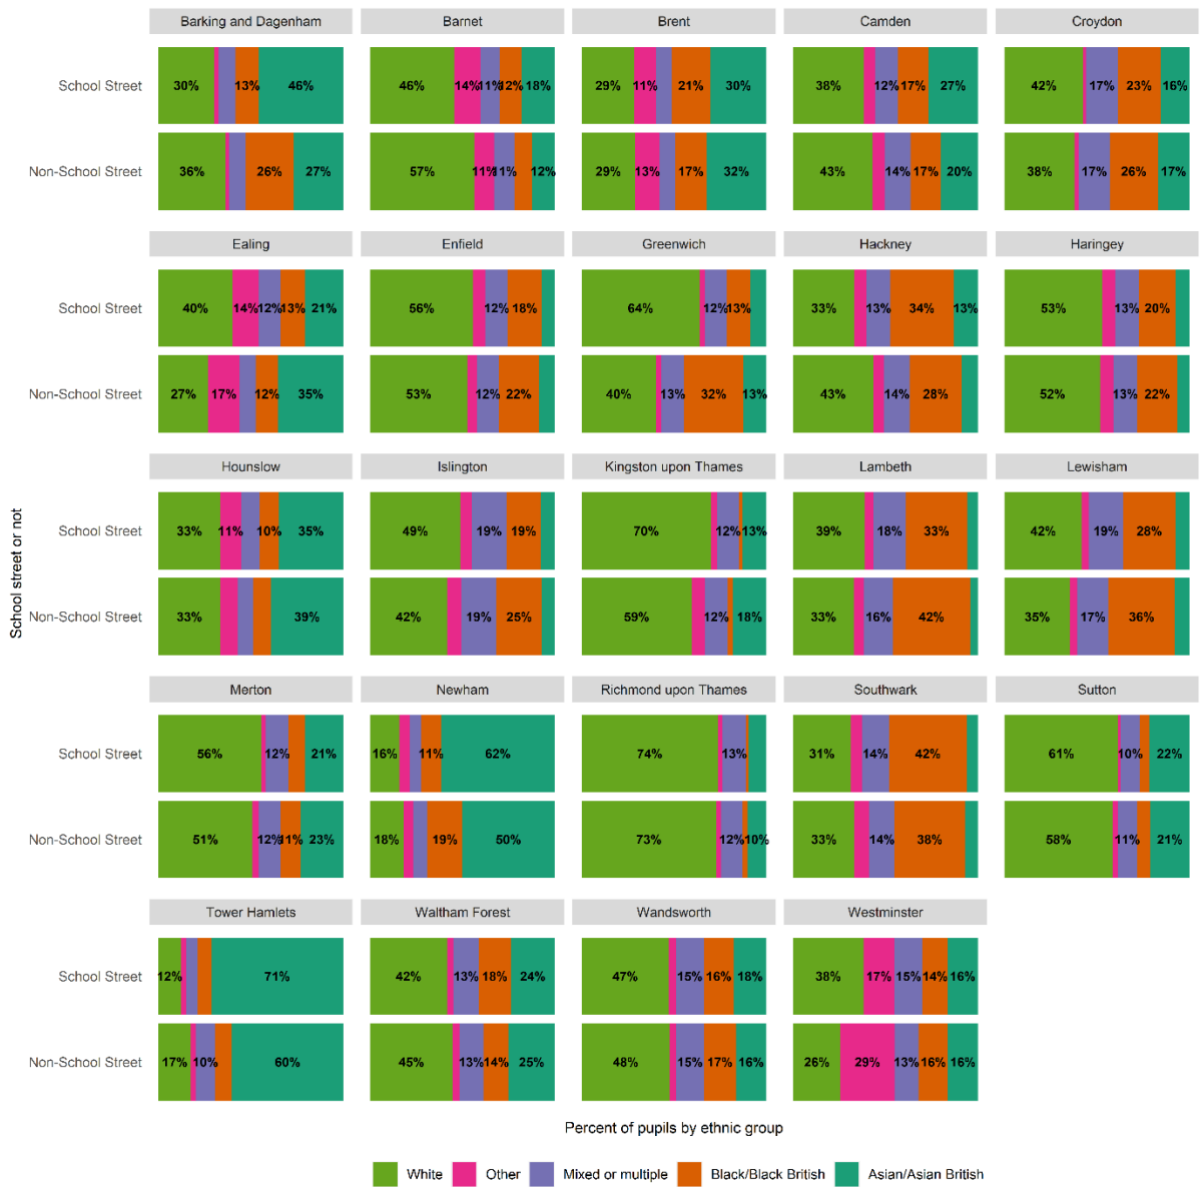 Barking and Dagenham Barnet Brent Camden Croydon
School Street 30% 13% 46% 46% 14% 11% 12% 18% 29% 11% 21% 30% 38% 12% 17% 27% 42% 17% 23% 16%
Non-School Street 36% 26% 27% 57% 11% 11% 12% 29% 13% 17% 32% 43% 14% 17% 20% 38% 17% 26% 17%
Ealing Enfield Greenwich Hackney Haringey
School Street 40% 14% 12% 13% 21% 56% 12% 18% 64% 12% 13% 33% 13% 34% 13% 53% 13% 20%
Non-School Street 27% 17% 12% 35% 53% 12% 22% 40% 13% 32% 13% 43% 14% 28% 52% 13% 22%
School street or not
Hounslow Islington Kingston upon Thames Lambeth Lewisham
School Street 33% 11% 10% 35% 49% 19% 19% 70% 12% 13% 39% 18% 33% 42% 19% 28%
Non-School Street 33% 39% 42% 19% 25% 59% 12% 18% 33% 16% 42% 35% 17% 36%
Merton Newham Richmond upon Thames Southwark Sutton
School Street 56% 12% 21% 16% 11% 62% 74% 13% 31% 14% 42% 61% 10% 22%
Non-School Street 51% 12% 11% 23% 18% 19% 50% 73% 12% 10% 33% 14% 38% 58% 11% 21%
Tower Hamlets Waltham Forest Wandsworth Westminster
School Street 12% 71% 42% 13% 18% 24% 47% 15% 16% 18% 38% 17% 15% 14% 16%
Non-School Street 17% 10% 60% 45% 13% 14% 25% 48% 15% 17% 16% 26% 29% 13% 16% 16%
Percent of pupils by ethnic group
White Other Mixed or multiple Black/Black British Asian/Asian British